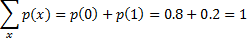 ∑ₓ p(x) = p(0) + p(1) = 0.8 + 0.2 = 1